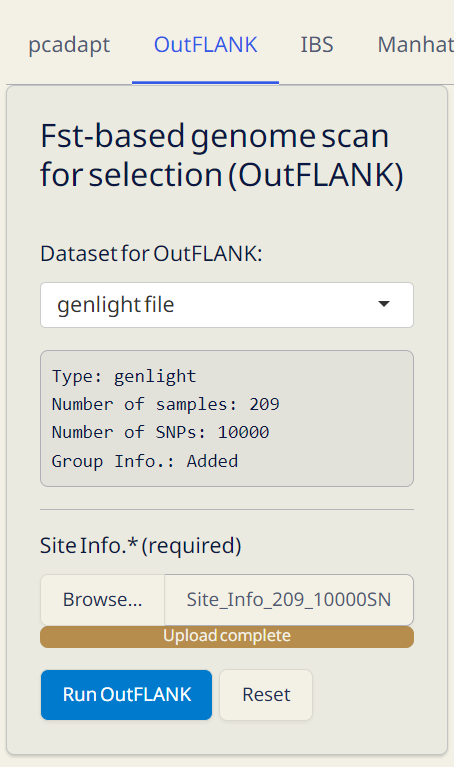 pcadapt OutFLANK IBS Manhat
Fst-based genome scan
for selection (OutFLANK)
Dataset for OutFLANK:
genlight file
Type: genlight
Number of samples: 209
Number of SNPs: 10000
Group Info.: Added
Site Info.* (required)
Browse... Site_Info_209_10000SN
Upload complete
Run OutFLANK Reset